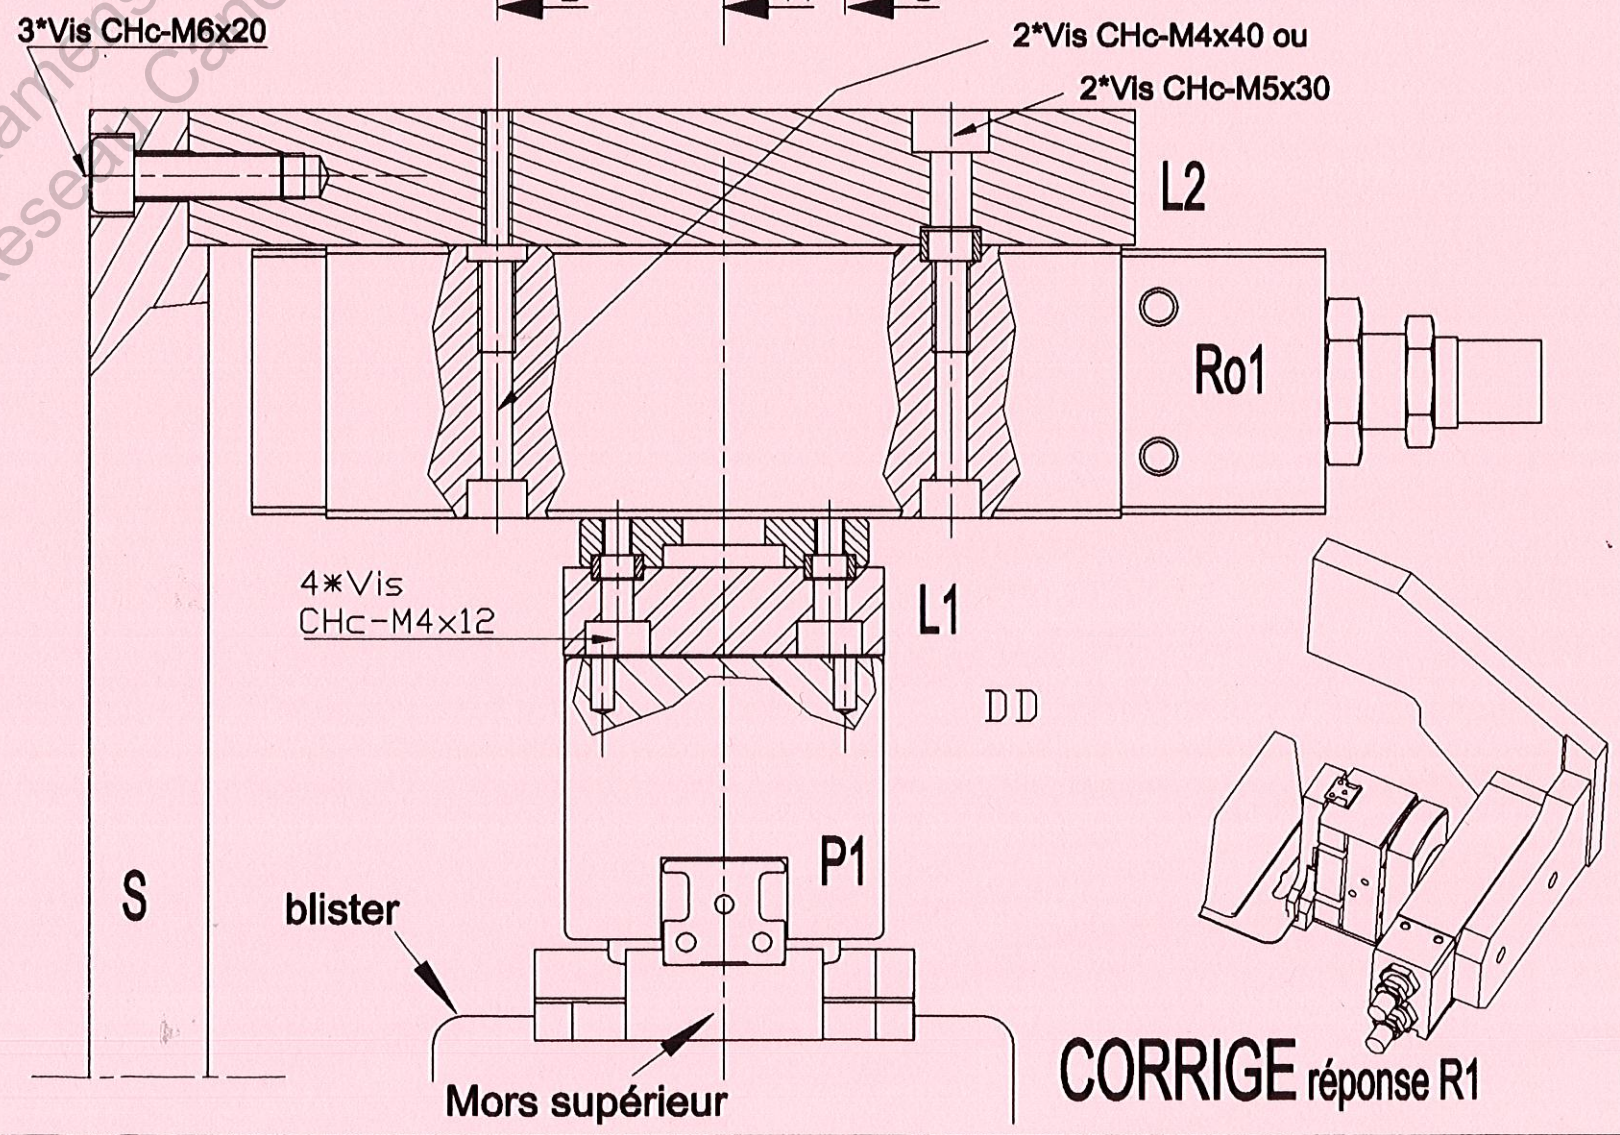 3*Vis CHc-M6x20
2*Vis CHc-M4x40 ou
2*Vis CHc-M5x30
L2
Ro1
4*Vis
CHc-M4x12
L1
DD
P1
S
blister
Mors supérieur
CORRIGE réponse R1